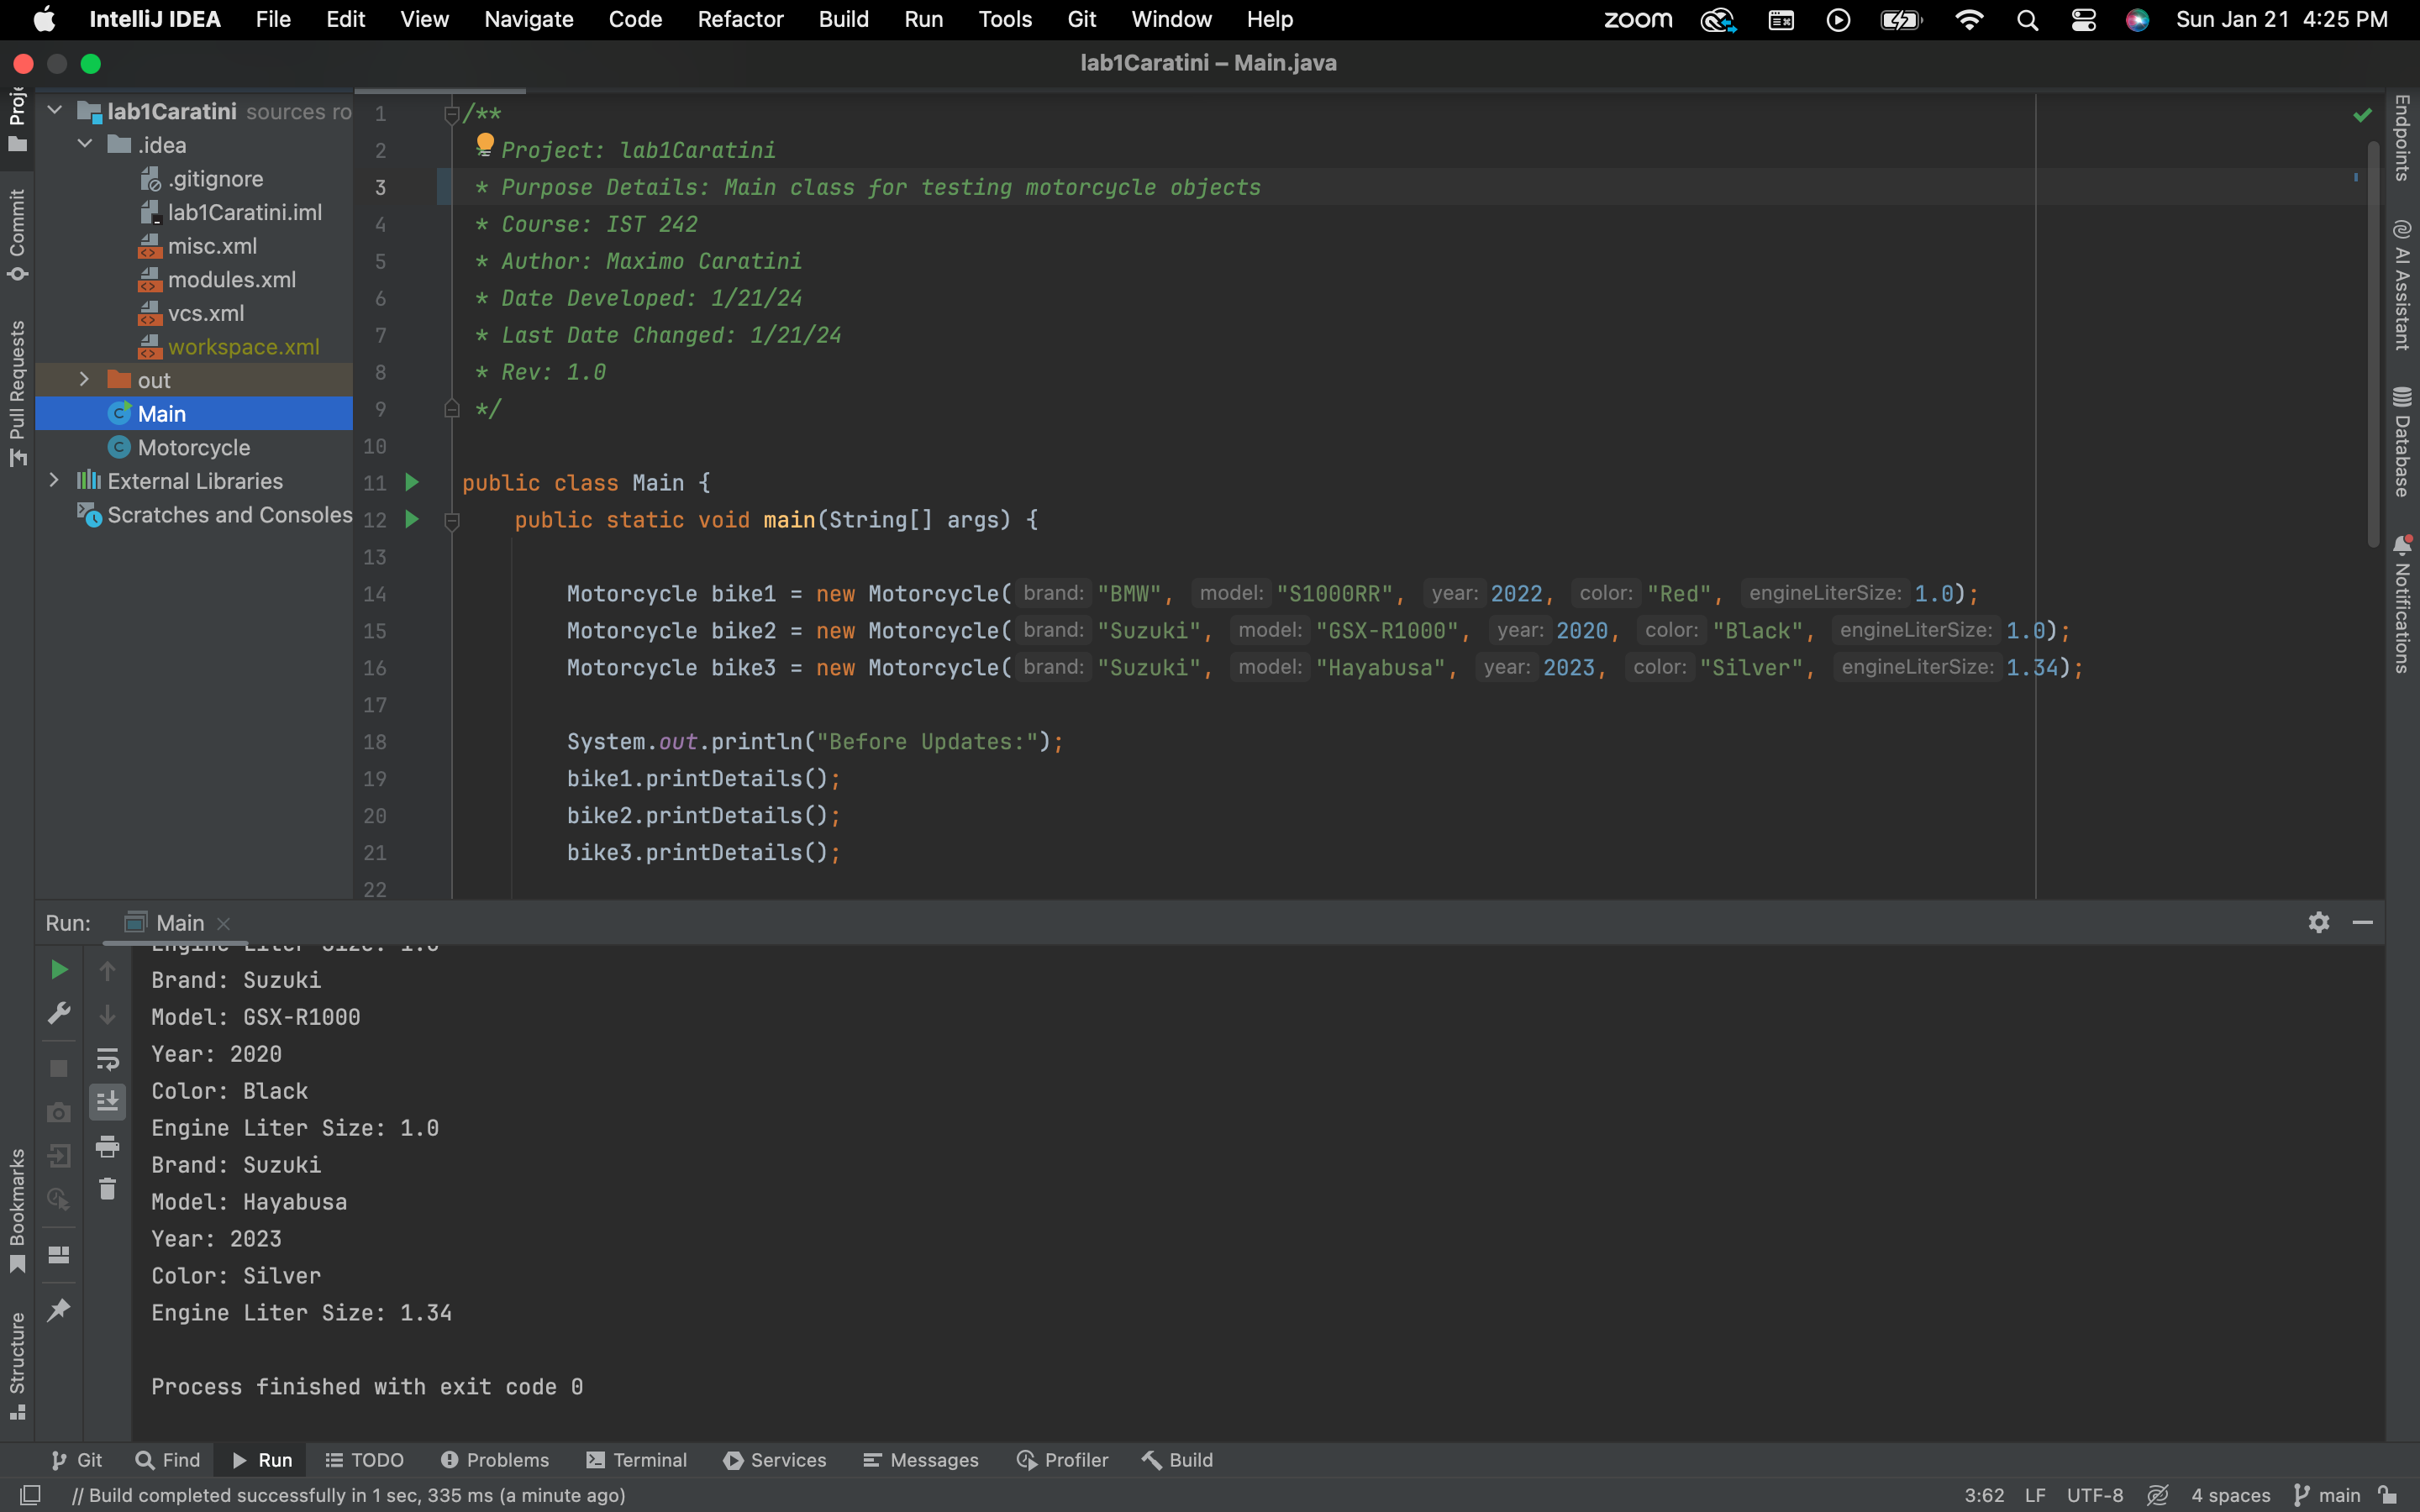 IntelliJ IDEA File Edit View Navigate Code Refactor Build Run Tools Git Window Help zoom Sun Jan 21 4:25 PM
lab1Caratini – Main.java
Proje
Commit
Pull Requests
Bookmarks
Structure
lab1Caratini sources ro
.idea
.gitignore
lab1Caratini.iml
misc.xml
modules.xml
vcs.xml
workspace.xml
out
Main
Motorcycle
External Libraries
Scratches and Consoles
1 /**
2 Project: lab1Caratini
3 * Purpose Details: Main class for testing motorcycle objects
4 * Course: IST 242
5 * Author: Maximo Caratini
6 * Date Developed: 1/21/24
7 * Last Date Changed: 1/21/24
8 * Rev: 1.0
9 */
10
11 public class Main {
12 public static void main(String[] args) {
13
14 Motorcycle bike1 = new Motorcycle( brand: "BMW", model: "S1000RR", year: 2022, color: "Red", engineLiterSize: 1.0);
15 Motorcycle bike2 = new Motorcycle( brand: "Suzuki", model: "GSX-R1000", year: 2020, color: "Black", engineLiterSize: 1.0);
16 Motorcycle bike3 = new Motorcycle( brand: "Suzuki", model: "Hayabusa", year: 2023, color: "Silver", engineLiterSize: 1.34);
17
18 System.out.println("Before Updates:");
19 bike1.printDetails();
20 bike2.printDetails();
21 bike3.printDetails();
22
Endpoints
AI Assistant
Database
Notifications
Run: Main
Engine Liter Size: 1.0
Brand: Suzuki
Model: GSX-R1000
Year: 2020
Color: Black
Engine Liter Size: 1.0
Brand: Suzuki
Model: Hayabusa
Year: 2023
Color: Silver
Engine Liter Size: 1.34
Process finished with exit code 0
Git Find Run TODO Problems Terminal Services Messages Profiler Build
// Build completed successfully in 1 sec, 335 ms (a minute ago) 3:62 LF UTF-8 4 spaces main